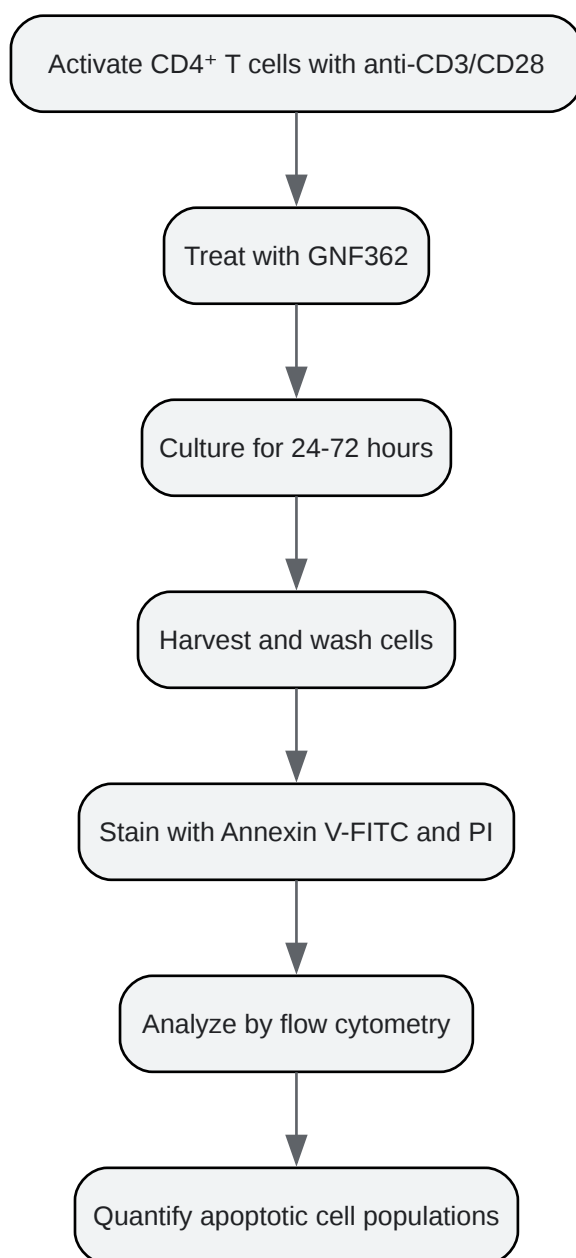 Activate CD4⁺ T cells with anti-CD3/CD28
Treat with GNF362
Culture for 24-72 hours
Harvest and wash cells
Stain with Annexin V-FITC and PI
Analyze by flow cytometry
Quantify apoptotic cell populations